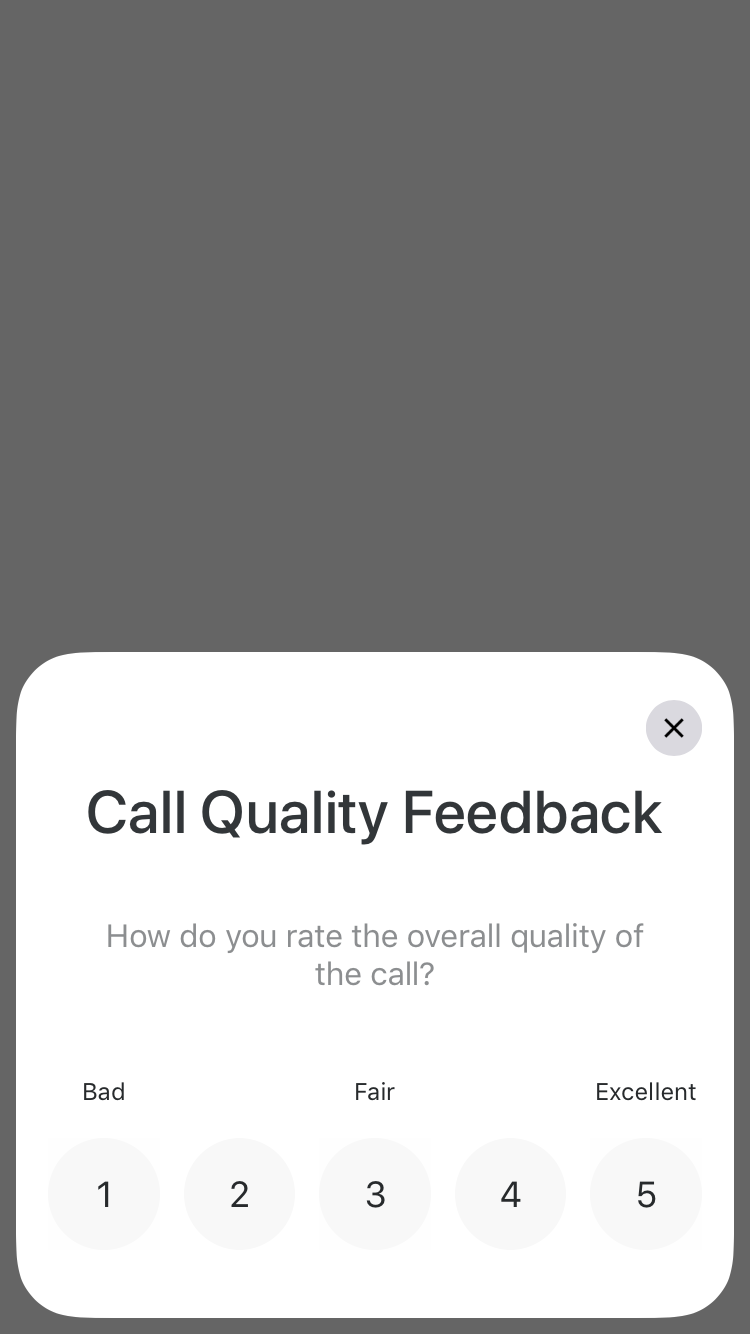 Call Quality Feedback
How do you rate the overall quality of
the call?
Bad Fair Excellent
1 2 3 4 5